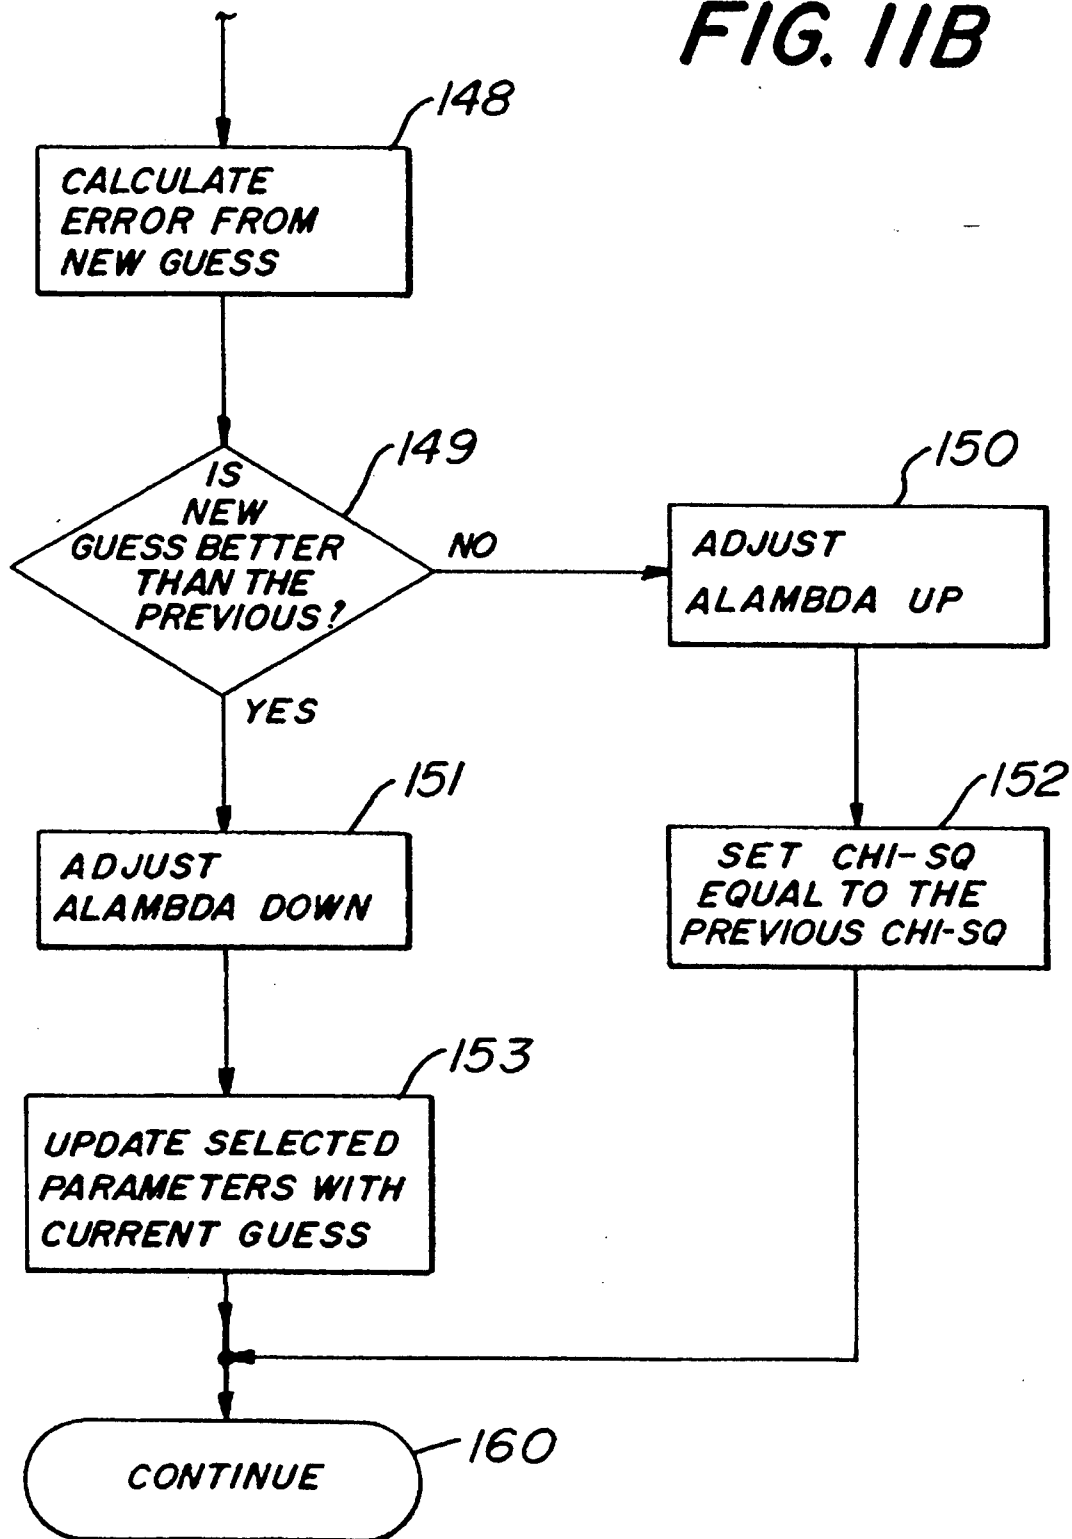 FIG. 11B
148
CALCULATE
ERROR FROM
NEW GUESS
149
IS
NEW
GUESS BETTER
THAN THE
PREVIOUS?
NO
150
ADJUST
ALAMBDA UP
YES
151
ADJUST
ALAMBDA DOWN
152
SET CHI-SQ
EQUAL TO THE
PREVIOUS CHI-SQ
153
UPDATE SELECTED
PARAMETERS WITH
CURRENT GUESS
160
CONTINUE